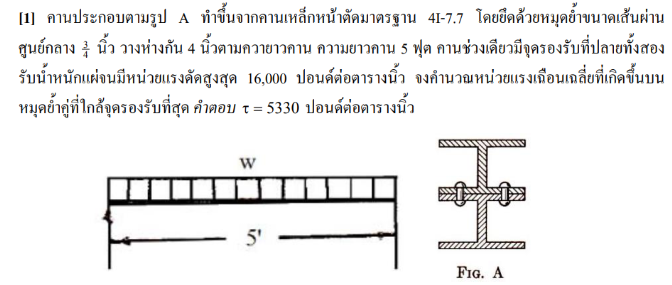 [1] คานประกอบตามรูป A ทำขึ้นจากคานเหล็กหน้าตัดมาตรฐาน 4I-7.7 โดยยึดด้วยหมุดย้ำขนาดเส้นผ่าน
ศูนย์กลาง 3/4 นิ้ว วางห่างกัน 4 นิ้วตามควายาวคาน ความยาวคาน 5 ฟุต คานช่วงเดียวมีจุดรองรับที่ปลายทั้งสอง
รับน้ำหนักแผ่จนมีหน่วยแรงดัดสูงสุด 16,000 ปอนด์ต่อตารางนิ้ว จงคำนวณหน่วยแรงเฉือนเฉลี่ยที่เกิดขึ้นบน
หมุดย้ำคู่ที่ใกล้จุดรองรับที่สุด คำตอบ τ = 5330 ปอนด์ต่อตารางนิ้ว
W
5'
FIG. A